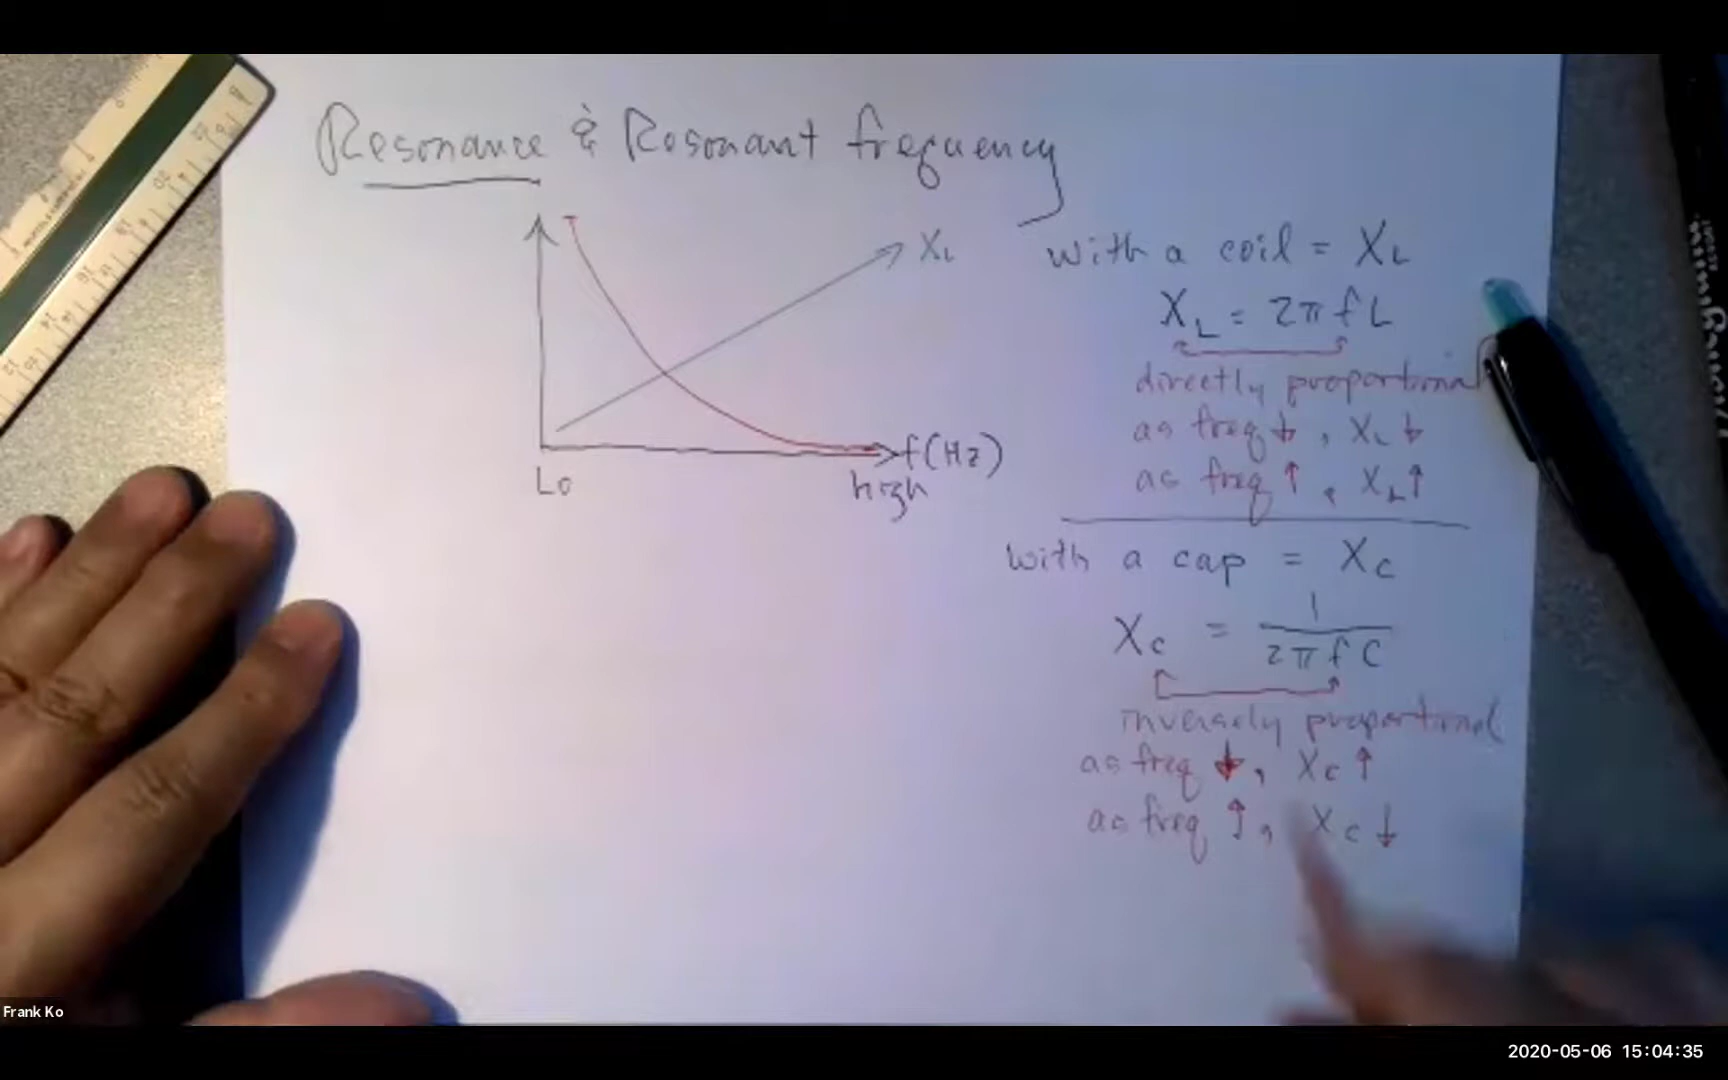 Resonance & Rosonant frequency
XL
with a coil = XL
XL = 2πfL
directly proportional
as freq ↓, XL ↓
as freq ↑, XL ↑
f(Hz)
Lo
high
with a cap = XC
XC = 1
2πfC
inversely proportional
as freq ↓, XC ↑
as freq ↑, XC ↓
Frank Ko
2020-05-06 15:04:35